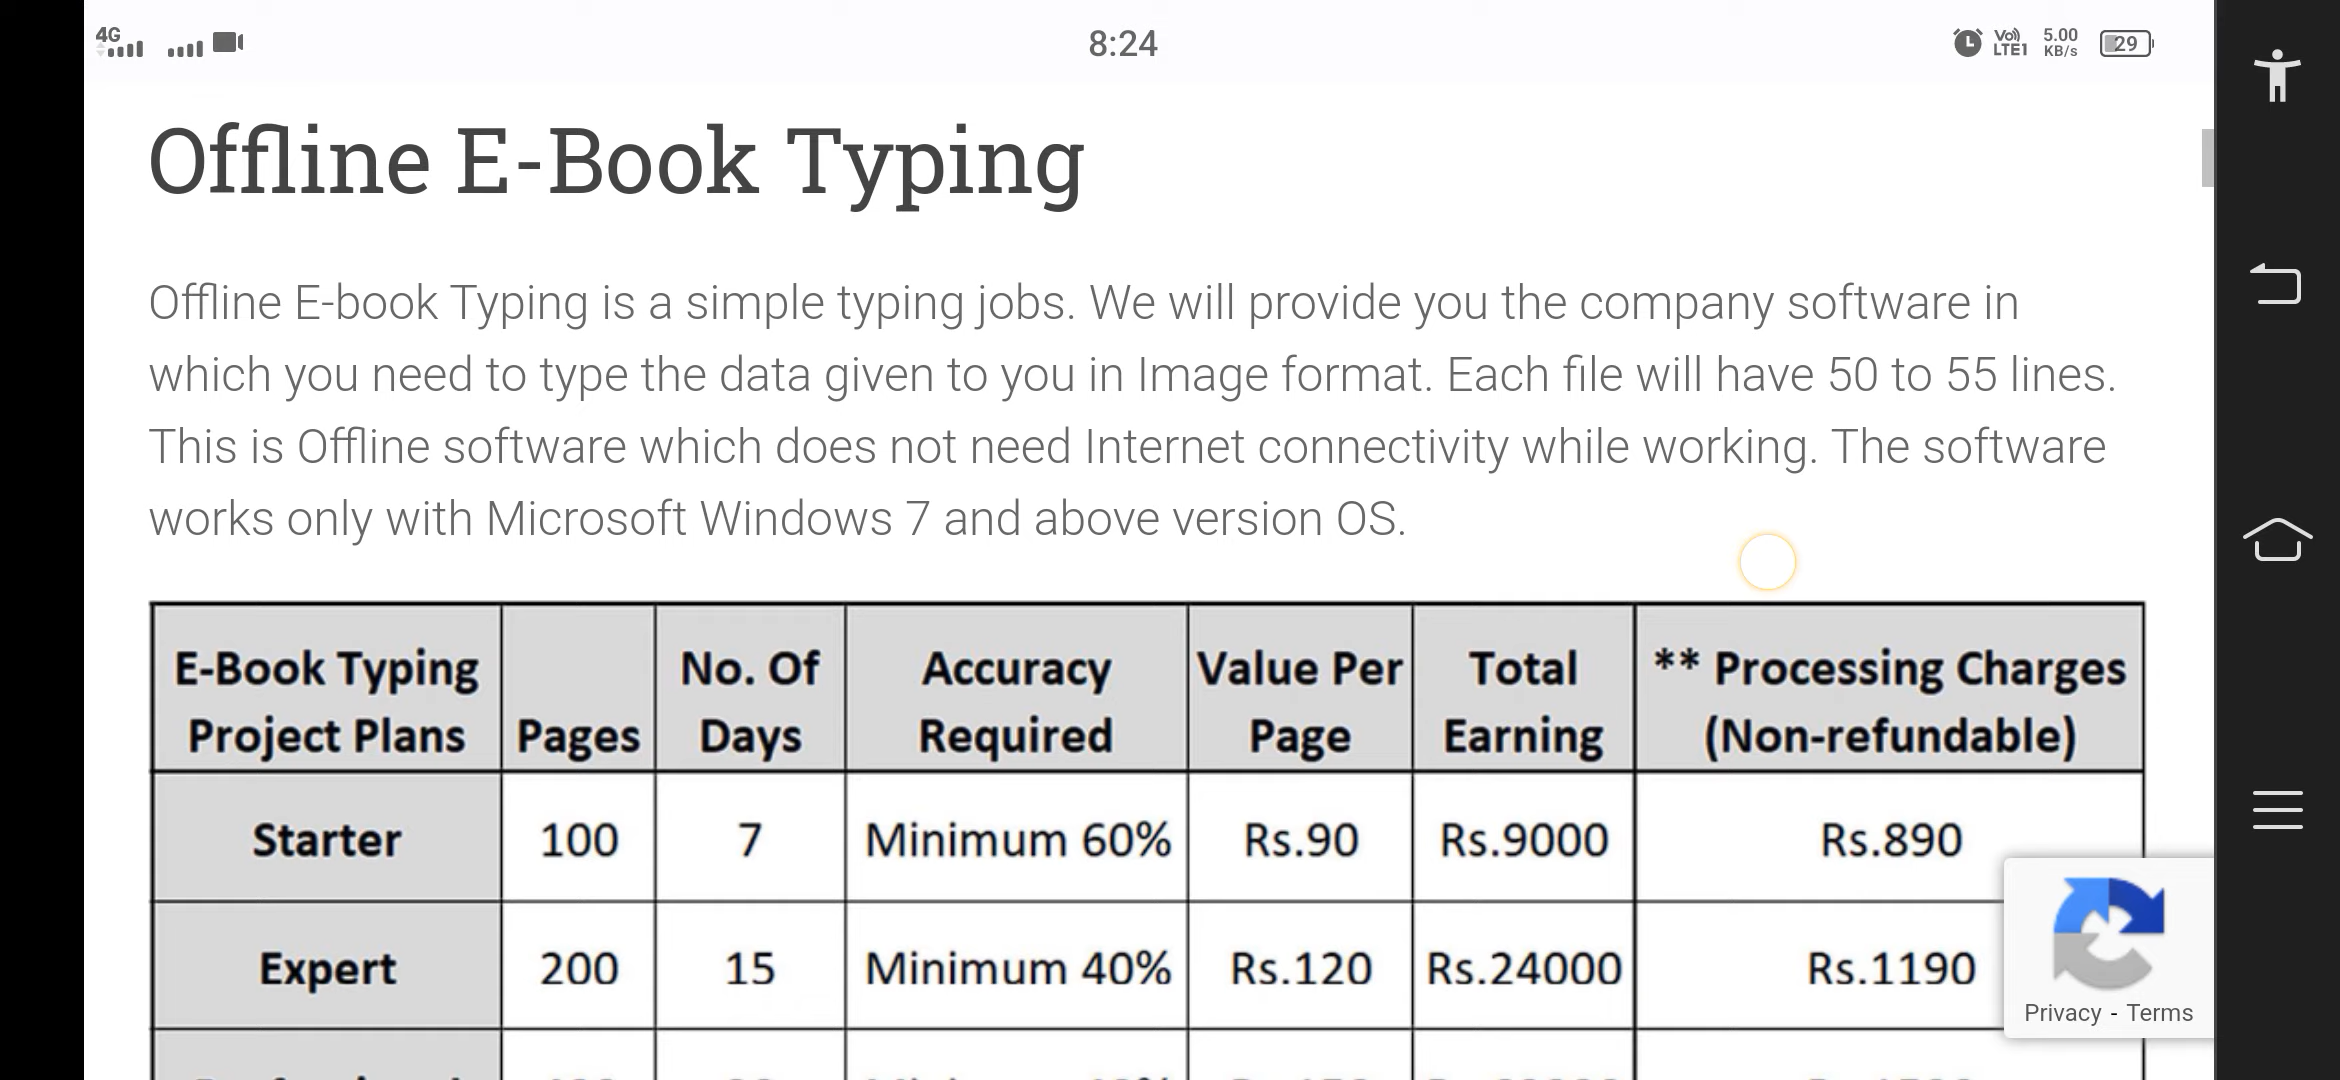 4G
8:24
Vo))
LTE1
5.00
KB/s
29
Offline E-Book Typing
Offline E-book Typing is a simple typing jobs. We will provide you the company software in
which you need to type the data given to you in Image format. Each file will have 50 to 55 lines.
This is Offline software which does not need Internet connectivity while working. The software
works only with Microsoft Windows 7 and above version OS.
E-Book Typing Project Plans Pages No. Of Days Accuracy Required Value Per Page Total Earning ** Processing Charges (Non-refundable)
Starter 100 7 Minimum 60% Rs.90 Rs.9000 Rs.890
Expert 200 15 Minimum 40% Rs.120 Rs.24000 Rs.1190
Privacy - Terms